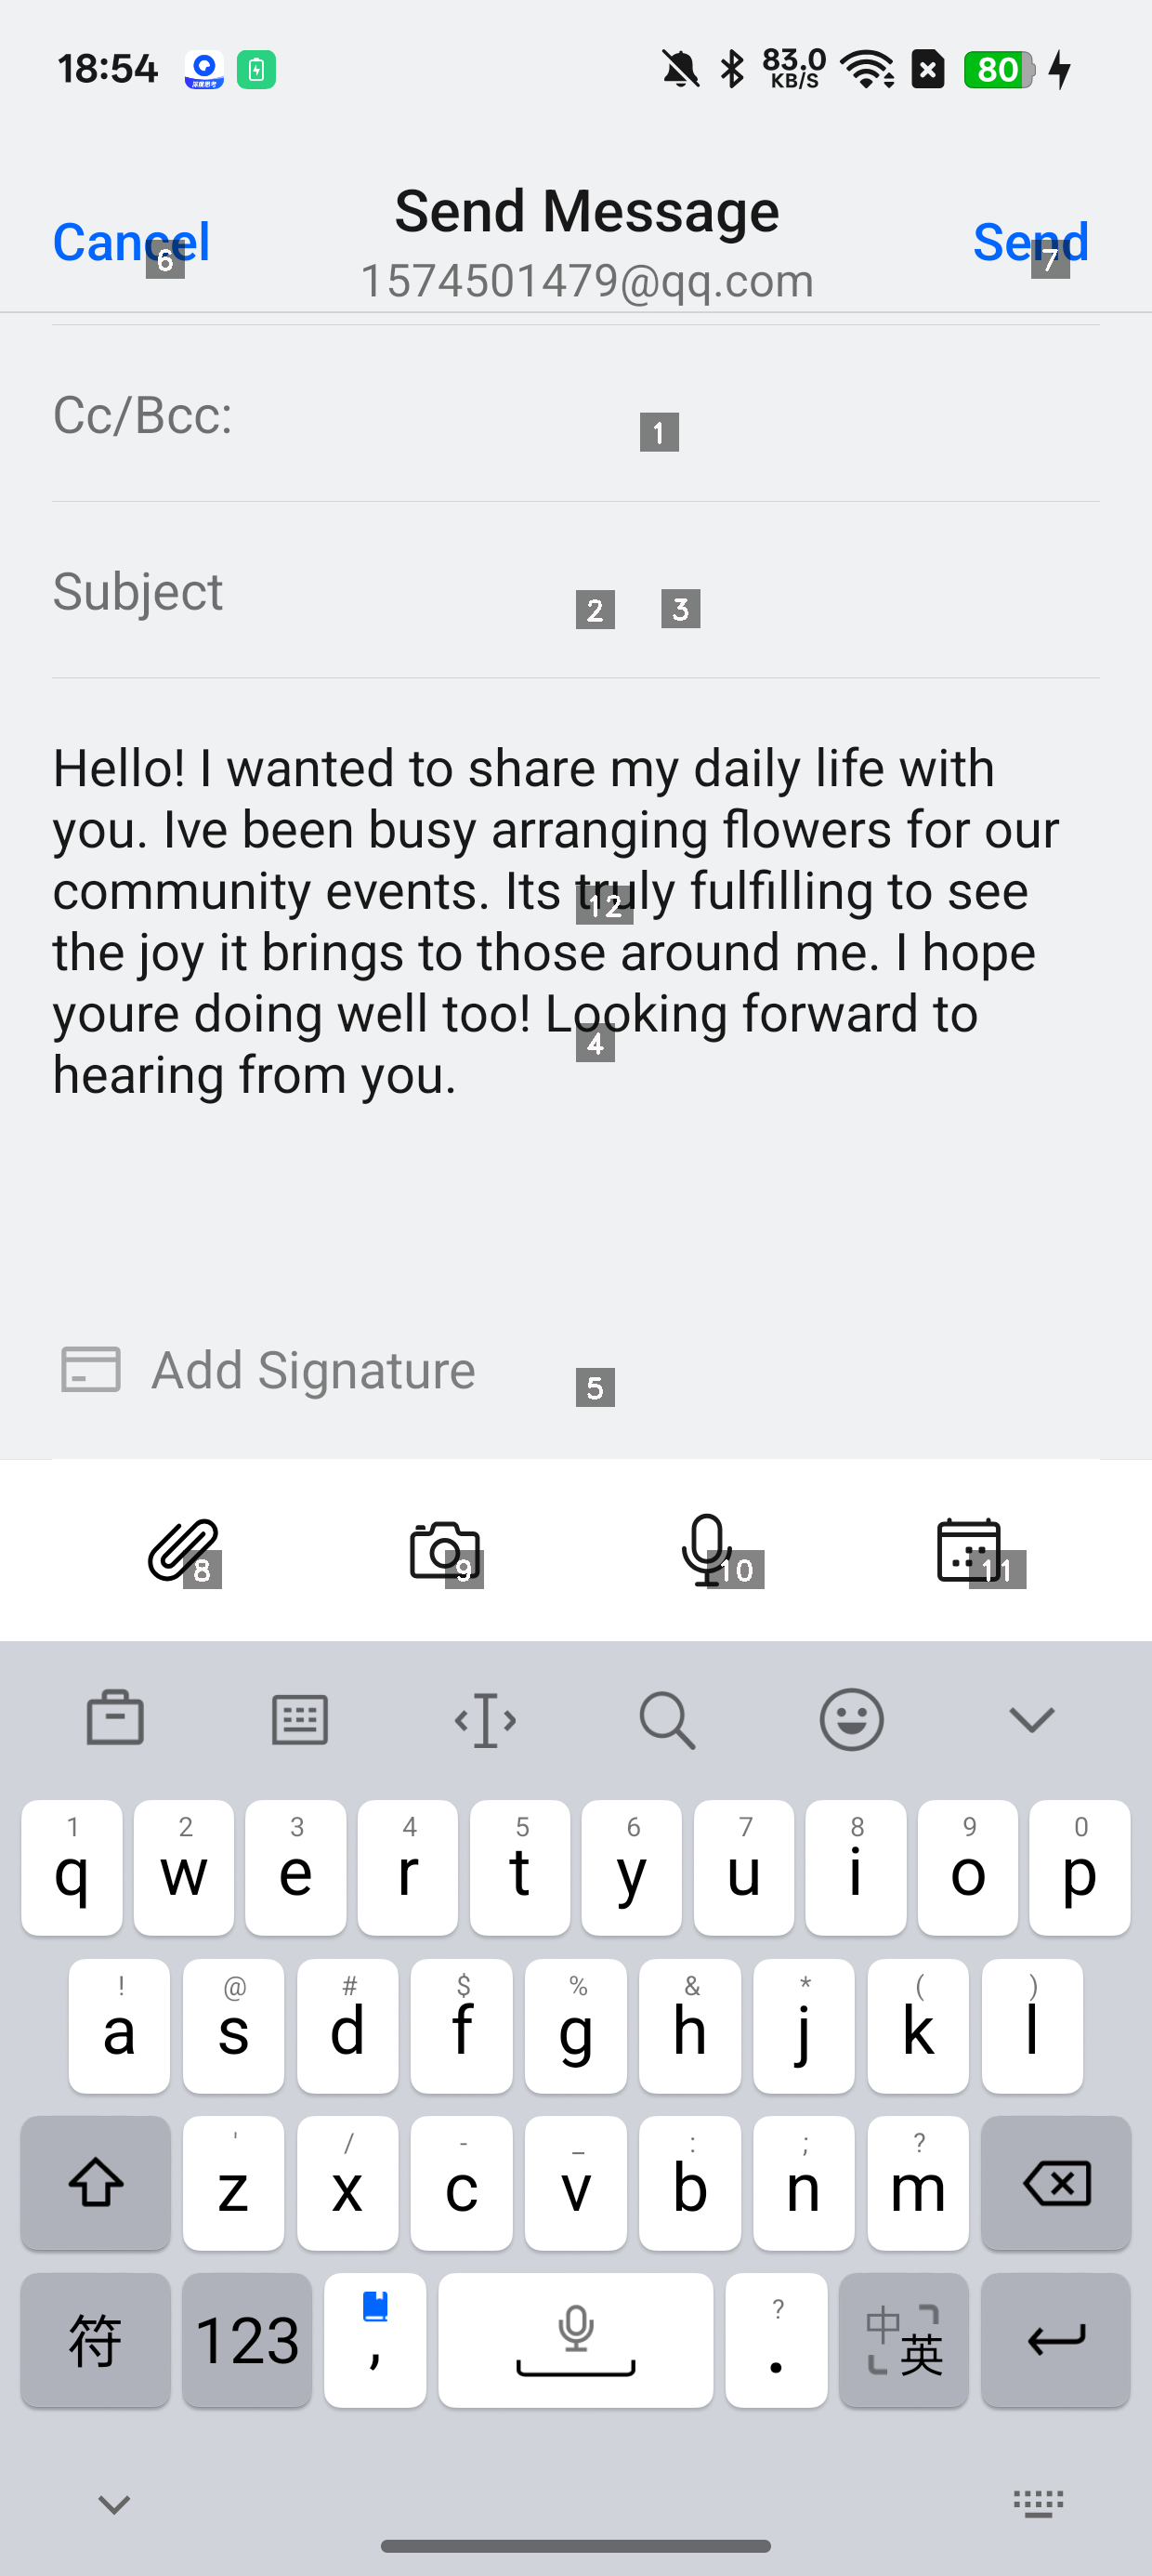 18:54
深度思考
83.0
KB/S
80
Cancel
Send Message
Send
6
7
1574501479@qq.com
Cc/Bcc:
1
Subject
2
3
Hello! I wanted to share my daily life with
you. Ive been busy arranging flowers for our
community events. Its truly fulfilling to see
12
the joy it brings to those around me. I hope
youre doing well too! Looking forward to
4
hearing from you.
Add Signature
5
8
9
10
11
1 2 3 4 5 6 7 8 9 0
q w e r t y u i o p
! @ # $ % & * ( )
a s d f g h j k l
' / - _ : ; ?
z x c v b n m
符 123 , ? . 中 英